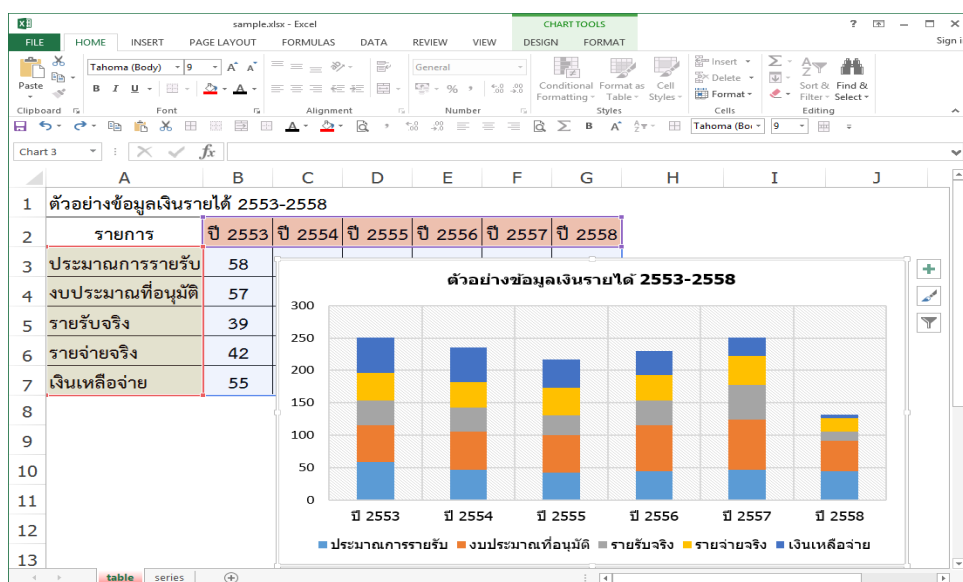 sample.xlsx - Excel
CHART TOOLS
?
FILE HOME INSERT PAGE LAYOUT FORMULAS DATA REVIEW VIEW DESIGN FORMAT Sign i
Paste
Tahoma (Body) 9 A A
General
B I U A
% ,
Conditional Formatting
Format as Table
Cell Styles
Insert
Delete
Format
Sort & Filter
Find & Select
Clipboard Font Alignment Number Styles Cells Editing
Tahoma (Bo 9
Chart 3 fx
A B C D E F G H I J
1 ตัวอย่างข้อมูลเงินรายได้ 2553-2558
2 รายการ ปี 2553 ปี 2554 ปี 2555 ปี 2556 ปี 2557 ปี 2558
3 ประมาณการรายรับ 58
4 งบประมาณที่อนุมัติ 57
5 รายรับจริง 39
6 รายจ่ายจริง 42
7 เงินเหลือจ่าย 55
8
9
10
11
12
13
ตัวอย่างข้อมูลเงินรายได้ 2553-2558
300
250
200
150
100
50
0
ปี 2553 ปี 2554 ปี 2555 ปี 2556 ปี 2557 ปี 2558
ประมาณการรายรับ งบประมาณที่อนุมัติ รายรับจริง รายจ่ายจริง เงินเหลือจ่าย
table series